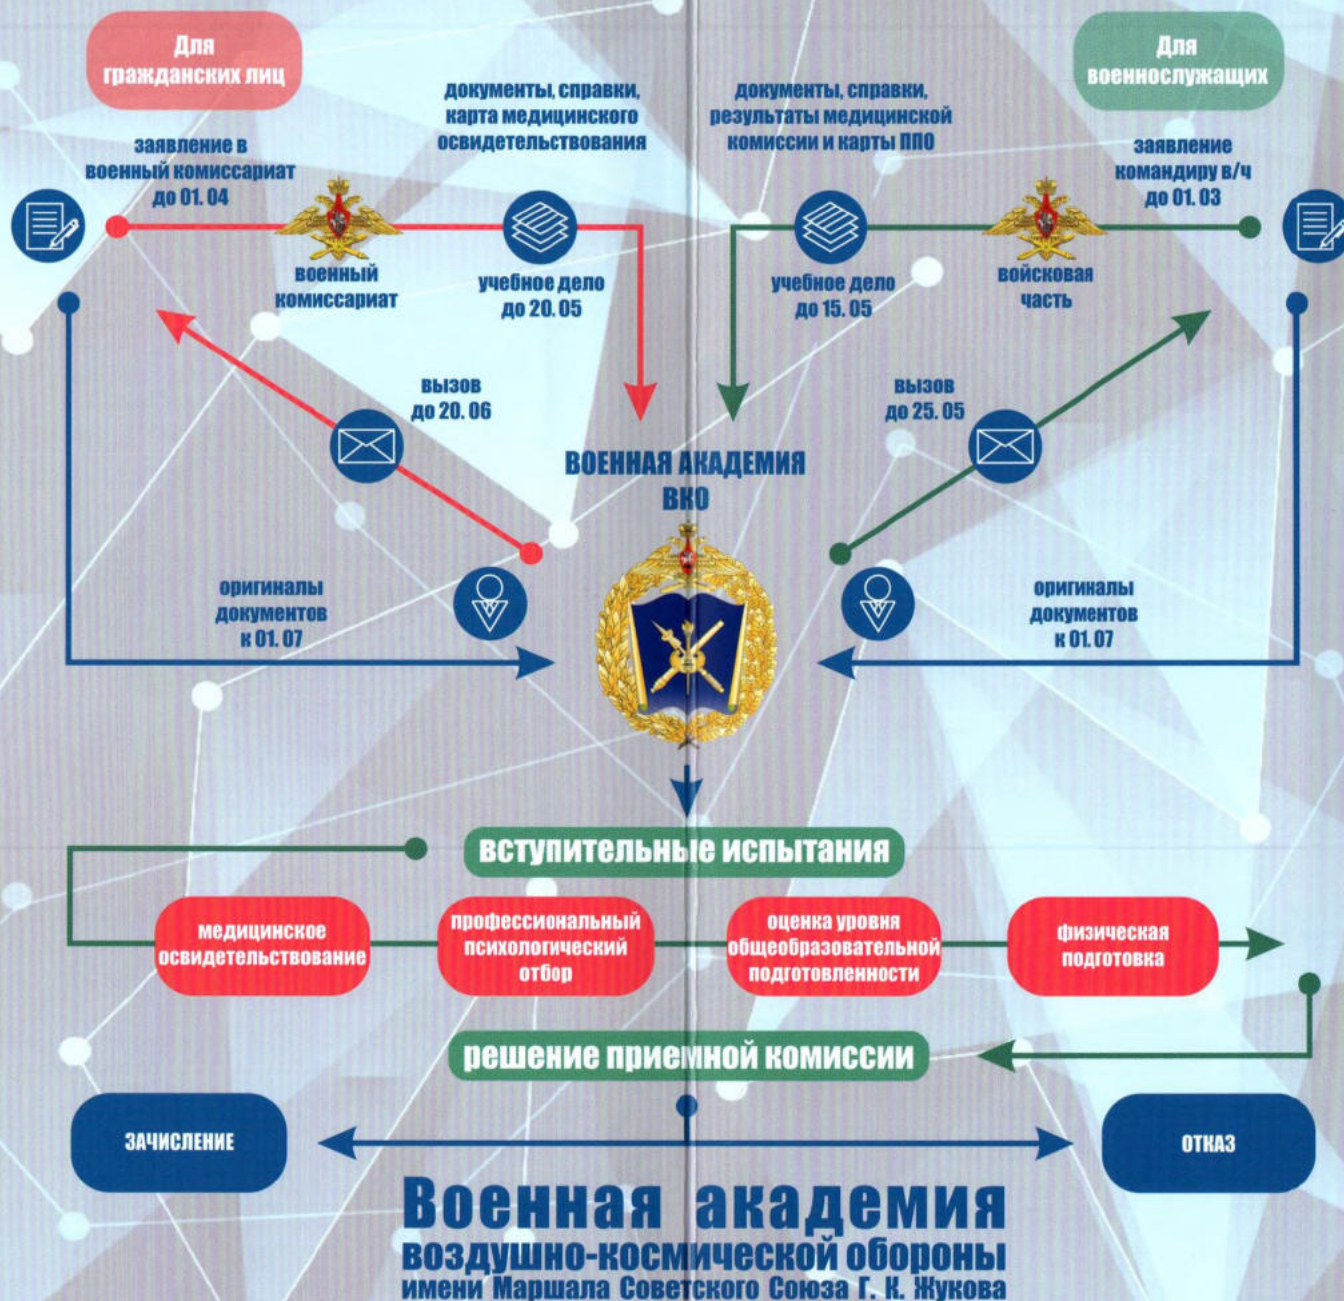 Для
гражданских лиц
Для
военнослужащих
документы, справки,
карта медицинского
освидетельствования
документы, справки,
результаты медицинской
комиссии и карты ППО
заявление в
военный комиссариат
до 01. 04
заявление
командиру в/ч
до 01. 03
военный
комиссариат
учебное дело
до 20. 05
учебное дело
до 15. 05
войсковая
часть
вызов
до 20. 06
вызов
до 25. 05
ВОЕННАЯ АКАДЕМИЯ
ВКО
оригиналы
документов
к 01. 07
оригиналы
документов
к 01. 07
вступительные испытания
медицинское
освидетельствование
профессиональный
психологический
отбор
оценка уровня
общеобразовательной
подготовленности
физическая
подготовка
решение приемной комиссии
ЗАЧИСЛЕНИЕ
ОТКАЗ
Военная академия
воздушно-космической обороны
имени Маршала Советского Союза Г. К. Жукова